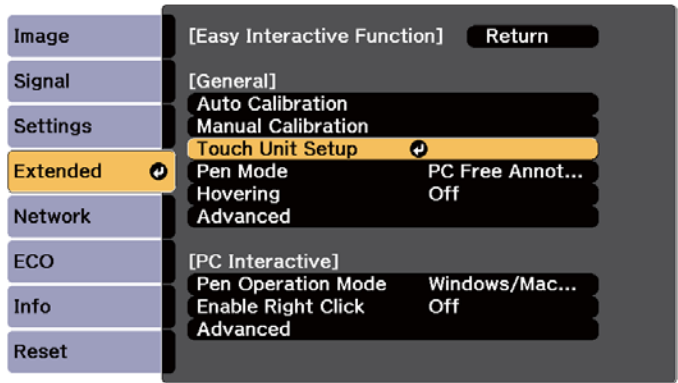 Image
Signal
Settings
Extended
Network
ECO
Info
Reset
[Easy Interactive Function] Return
[General]
Auto Calibration
Manual Calibration
Touch Unit Setup
Pen Mode PC Free Annot...
Hovering Off
Advanced
[PC Interactive]
Pen Operation Mode Windows/Mac...
Enable Right Click Off
Advanced